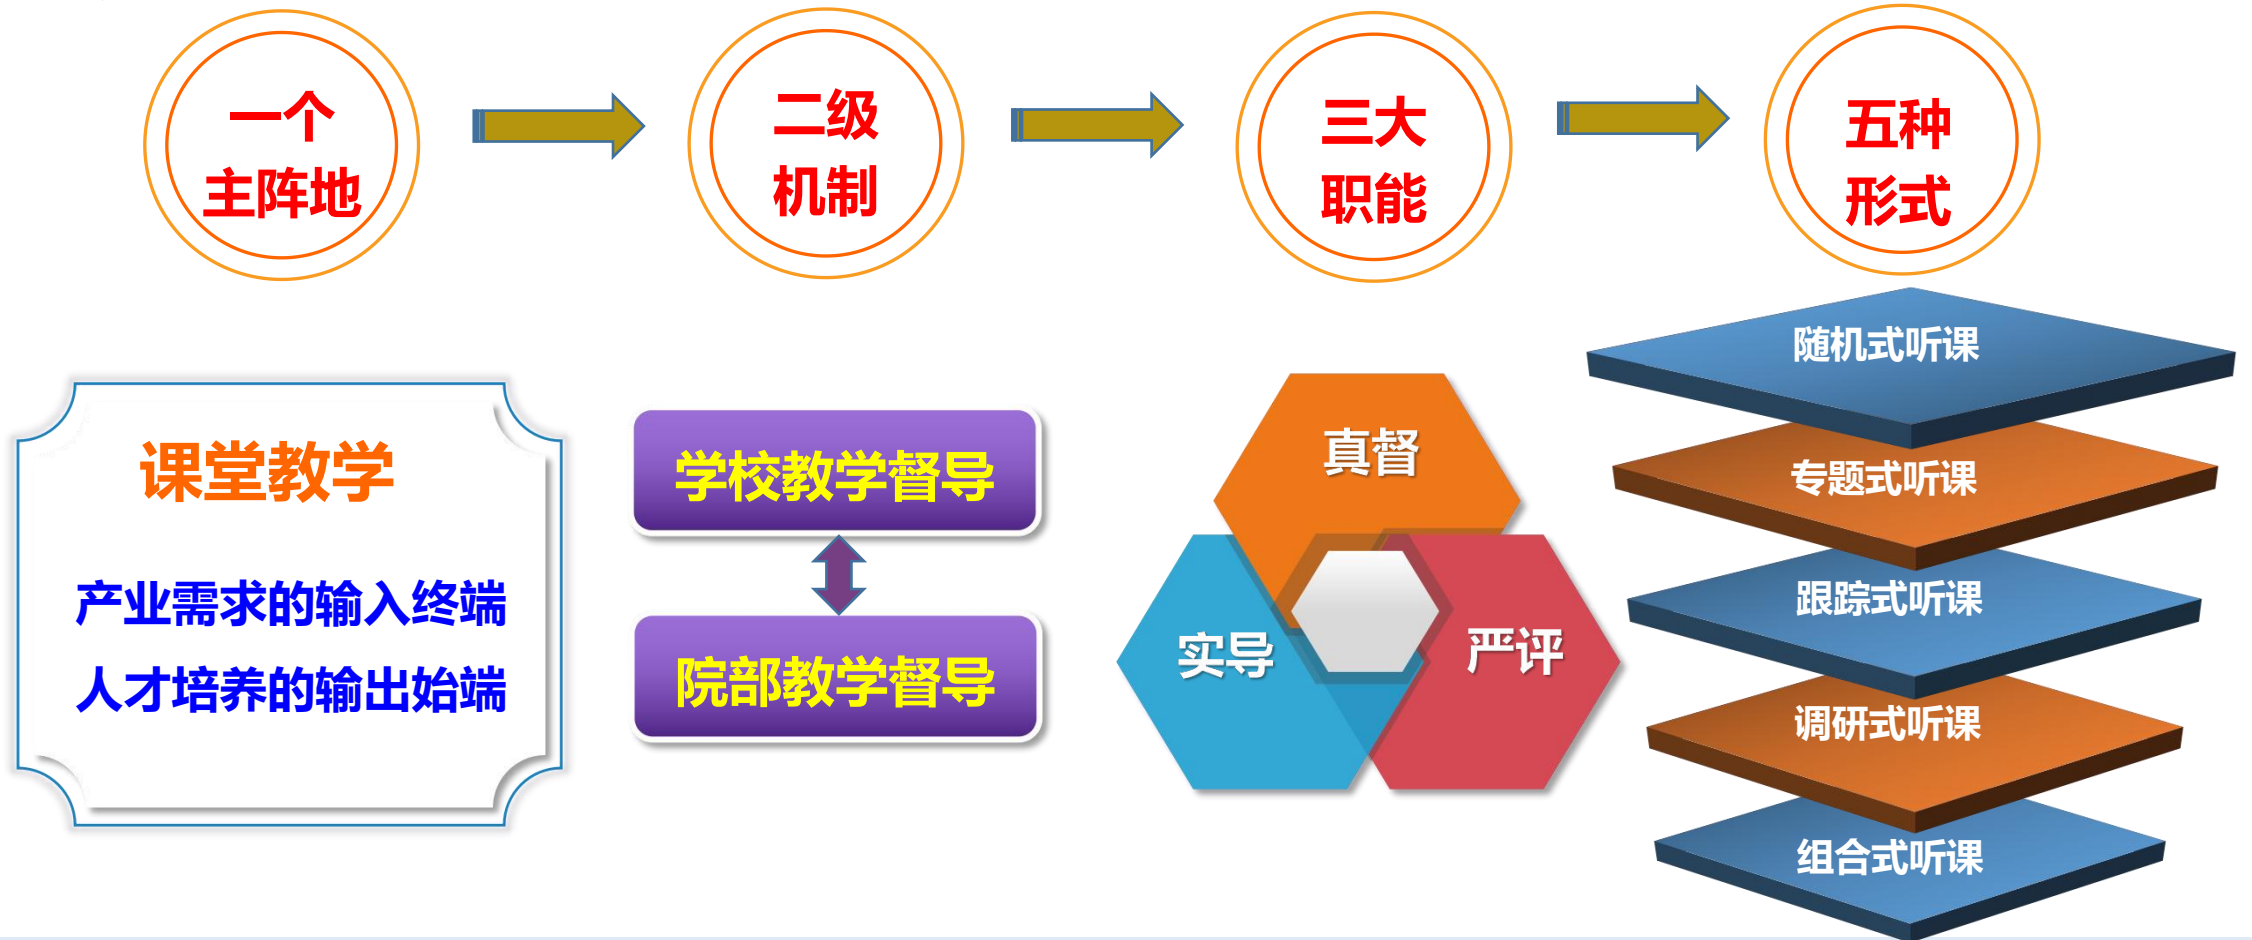 一个
主阵地
二级
机制
三大
职能
五种
形式
课堂教学
产业需求的输入终端
人才培养的输出始端
学校教学督导
院部教学督导
真督
实导
严评
随机式听课
专题式听课
跟踪式听课
调研式听课
组合式听课